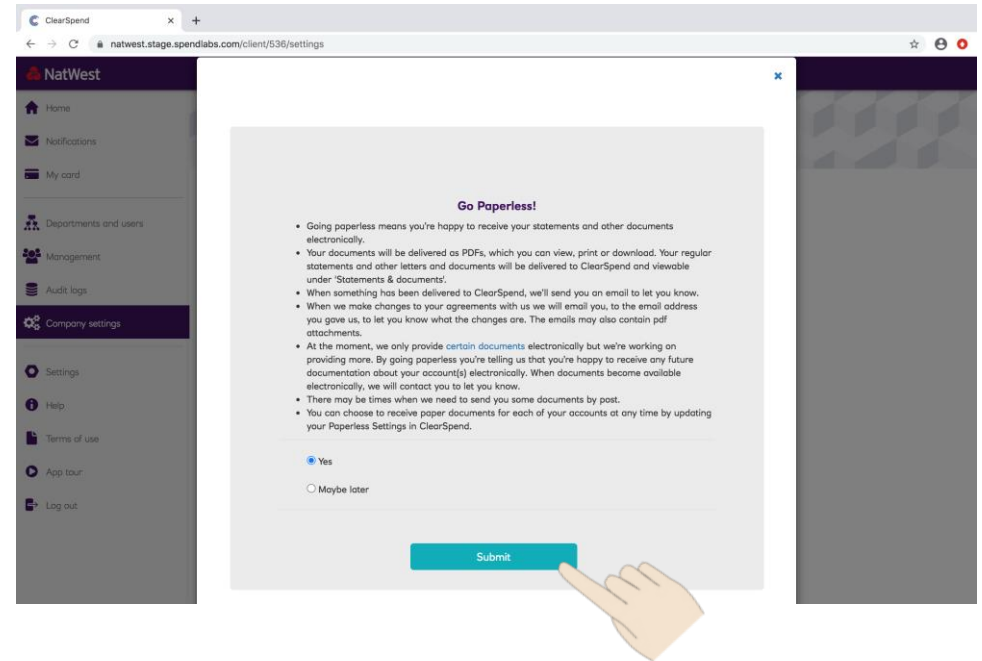 ClearSpend
natwest.stage.spendlabs.com/client/536/settings
NatWest
Home
Notifications
My card
Departments and users
Management
Audit logs
Company settings
Settings
Help
Terms of use
App tour
Log out
Go Paperless!
• Going paperless means you're happy to receive your statements and other documents
electronically.
• Your documents will be delivered as PDFs, which you can view, print or download. Your regular
statements and other letters and documents will be delivered to ClearSpend and viewable
under 'Statements & documents'.
• When something has been delivered to ClearSpend, we'll send you an email to let you know.
• When we make changes to your agreements with us we will email you, to the email address
you gave us, to let you know what the changes are. The emails may also contain pdf
attachments.
• At the moment, we only provide certain documents electronically but we're working on
providing more. By going paperless you're telling us that you're happy to receive any future
documentation about your account(s) electronically. When documents become available
electronically, we will contact you to let you know.
• There may be times when we need to send you some documents by post.
• You can choose to receive paper documents for each of your accounts at any time by updating
your Paperless Settings in ClearSpend.
Yes
Maybe later
Submit